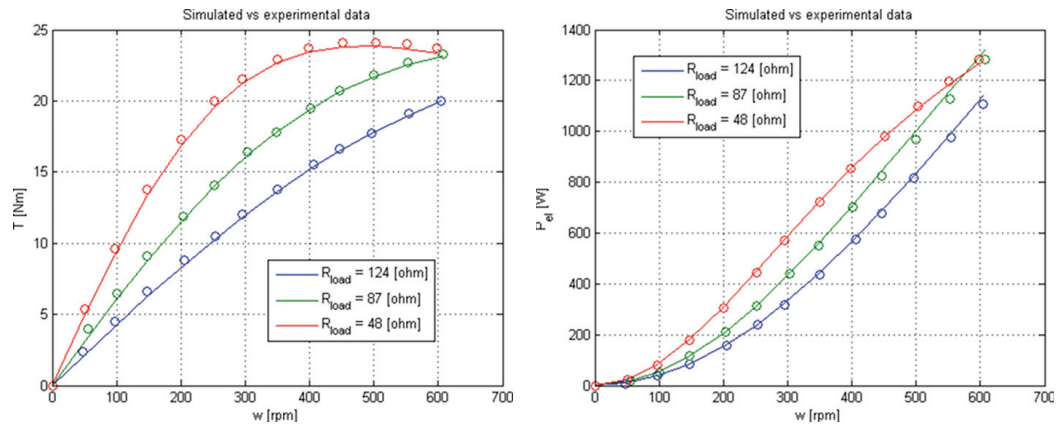 Simulated vs experimental data
25
20
15
10
5
0
T [Nm]
R_load = 124 [ohm]
R_load = 87 [ohm]
R_load = 48 [ohm]
0 100 200 300 400 500 600 700
w [rpm]
Simulated vs experimental data
1400
1200
1000
800
600
400
200
0
P_el [W]
R_load = 124 [ohm]
R_load = 87 [ohm]
R_load = 48 [ohm]
0 100 200 300 400 500 600 700
w [rpm]